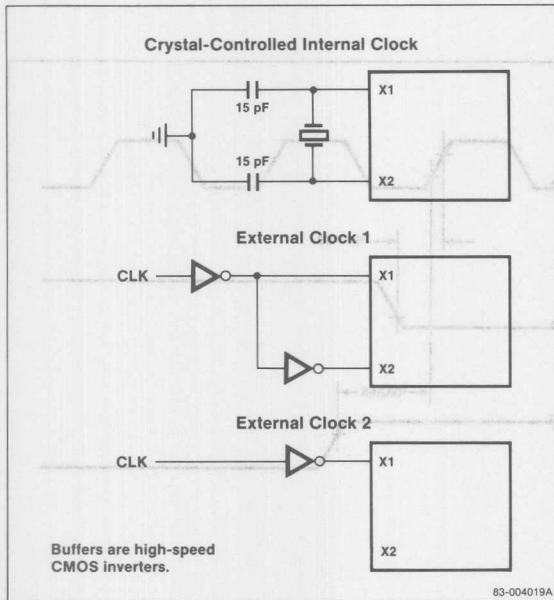 Crystal-Controlled Internal Clock
15 pF
X1
15 pF
X2
External Clock 1
CLK
X1
X2
External Clock 2
CLK
X1
X2
Buffers are high-speed
CMOS inverters.
83-004019A